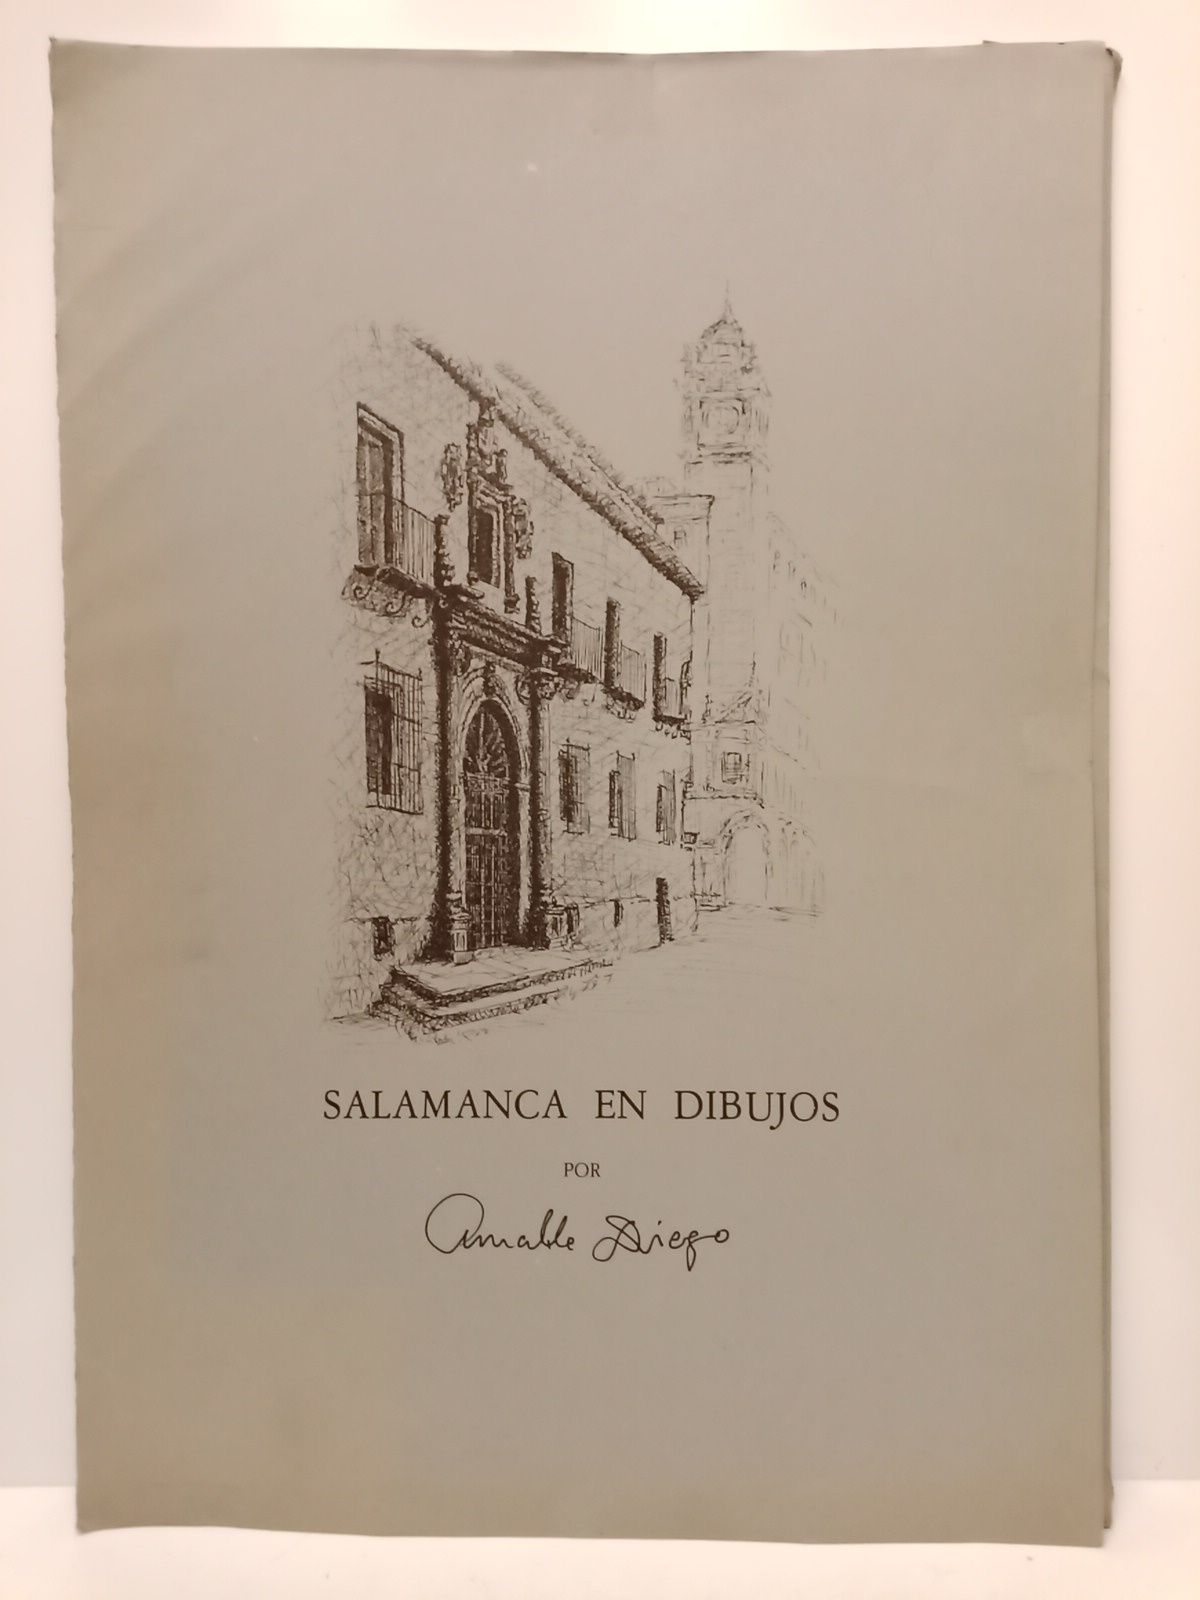 SALAMANCA EN DIBUJOS
POR
Amable Diego